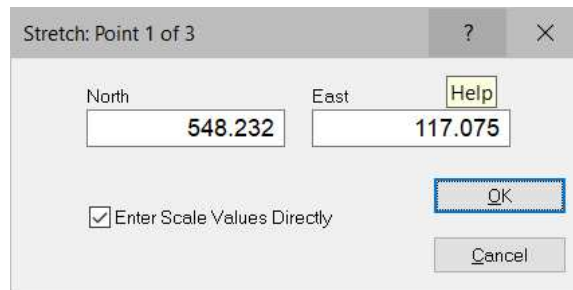 Stretch: Point 1 of 3 ?
North East Help
548.232 117.075
Enter Scale Values Directly
OK
Cancel